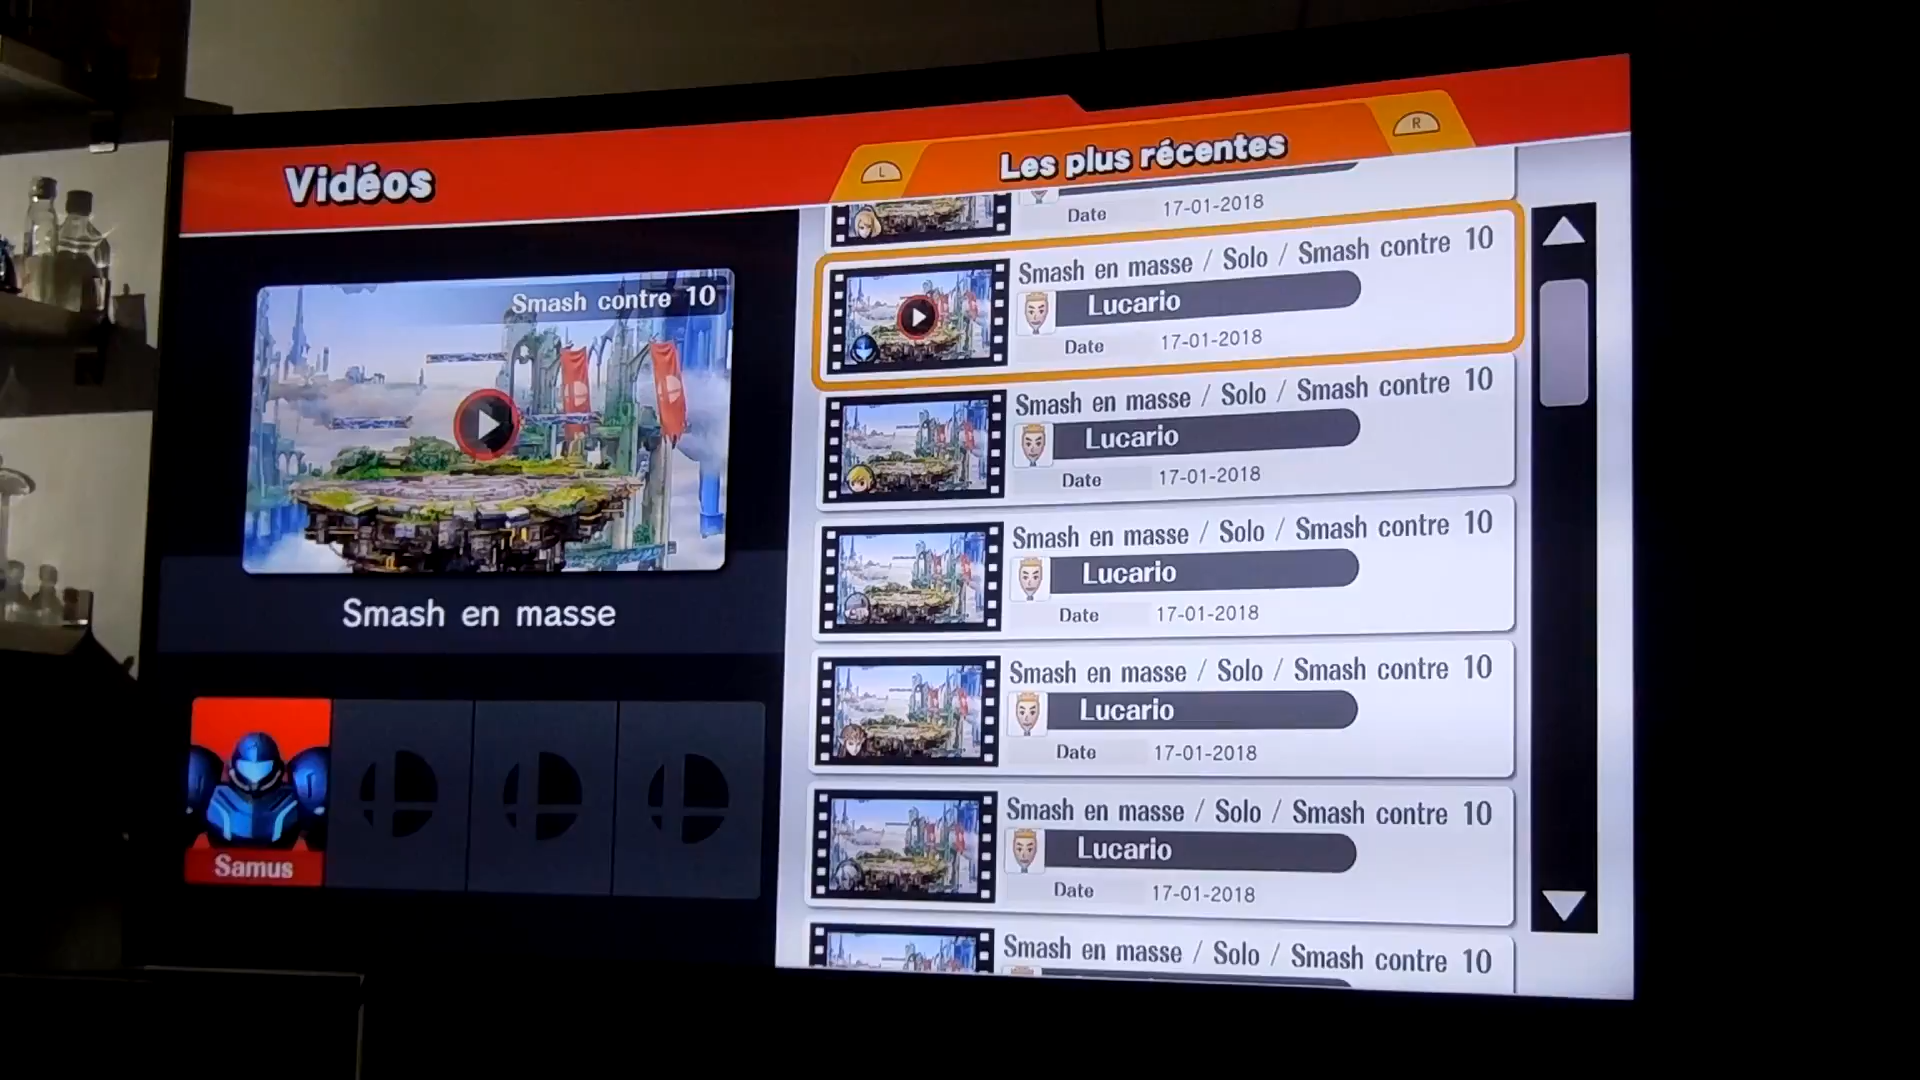 Vidéos
L
Les plus récentes
R
Smash contre 10
Smash en masse
Samus
Date 17-01-2018
Smash en masse / Solo / Smash contre 10
Lucario
Date 17-01-2018
Smash en masse / Solo / Smash contre 10
Lucario
Date 17-01-2018
Smash en masse / Solo / Smash contre 10
Lucario
Date 17-01-2018
Smash en masse / Solo / Smash contre 10
Lucario
Date 17-01-2018
Smash en masse / Solo / Smash contre 10
Lucario
Date 17-01-2018
Smash en masse / Solo / Smash contre 10